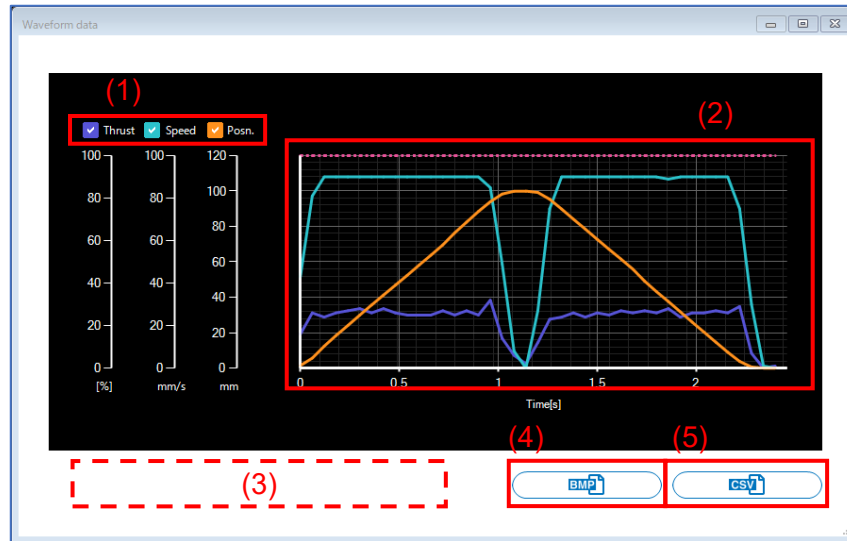 Waveform data
(1)
Thrust Speed Posn.
(2)
100 100 120
80 80 100
60 60 80
40 40 60
20 20 40
0 0 20
0
[%] mm/s mm
0 0.5 1 1.5 2
Time[s]
(3)
(4)
(5)
BMP
CSV